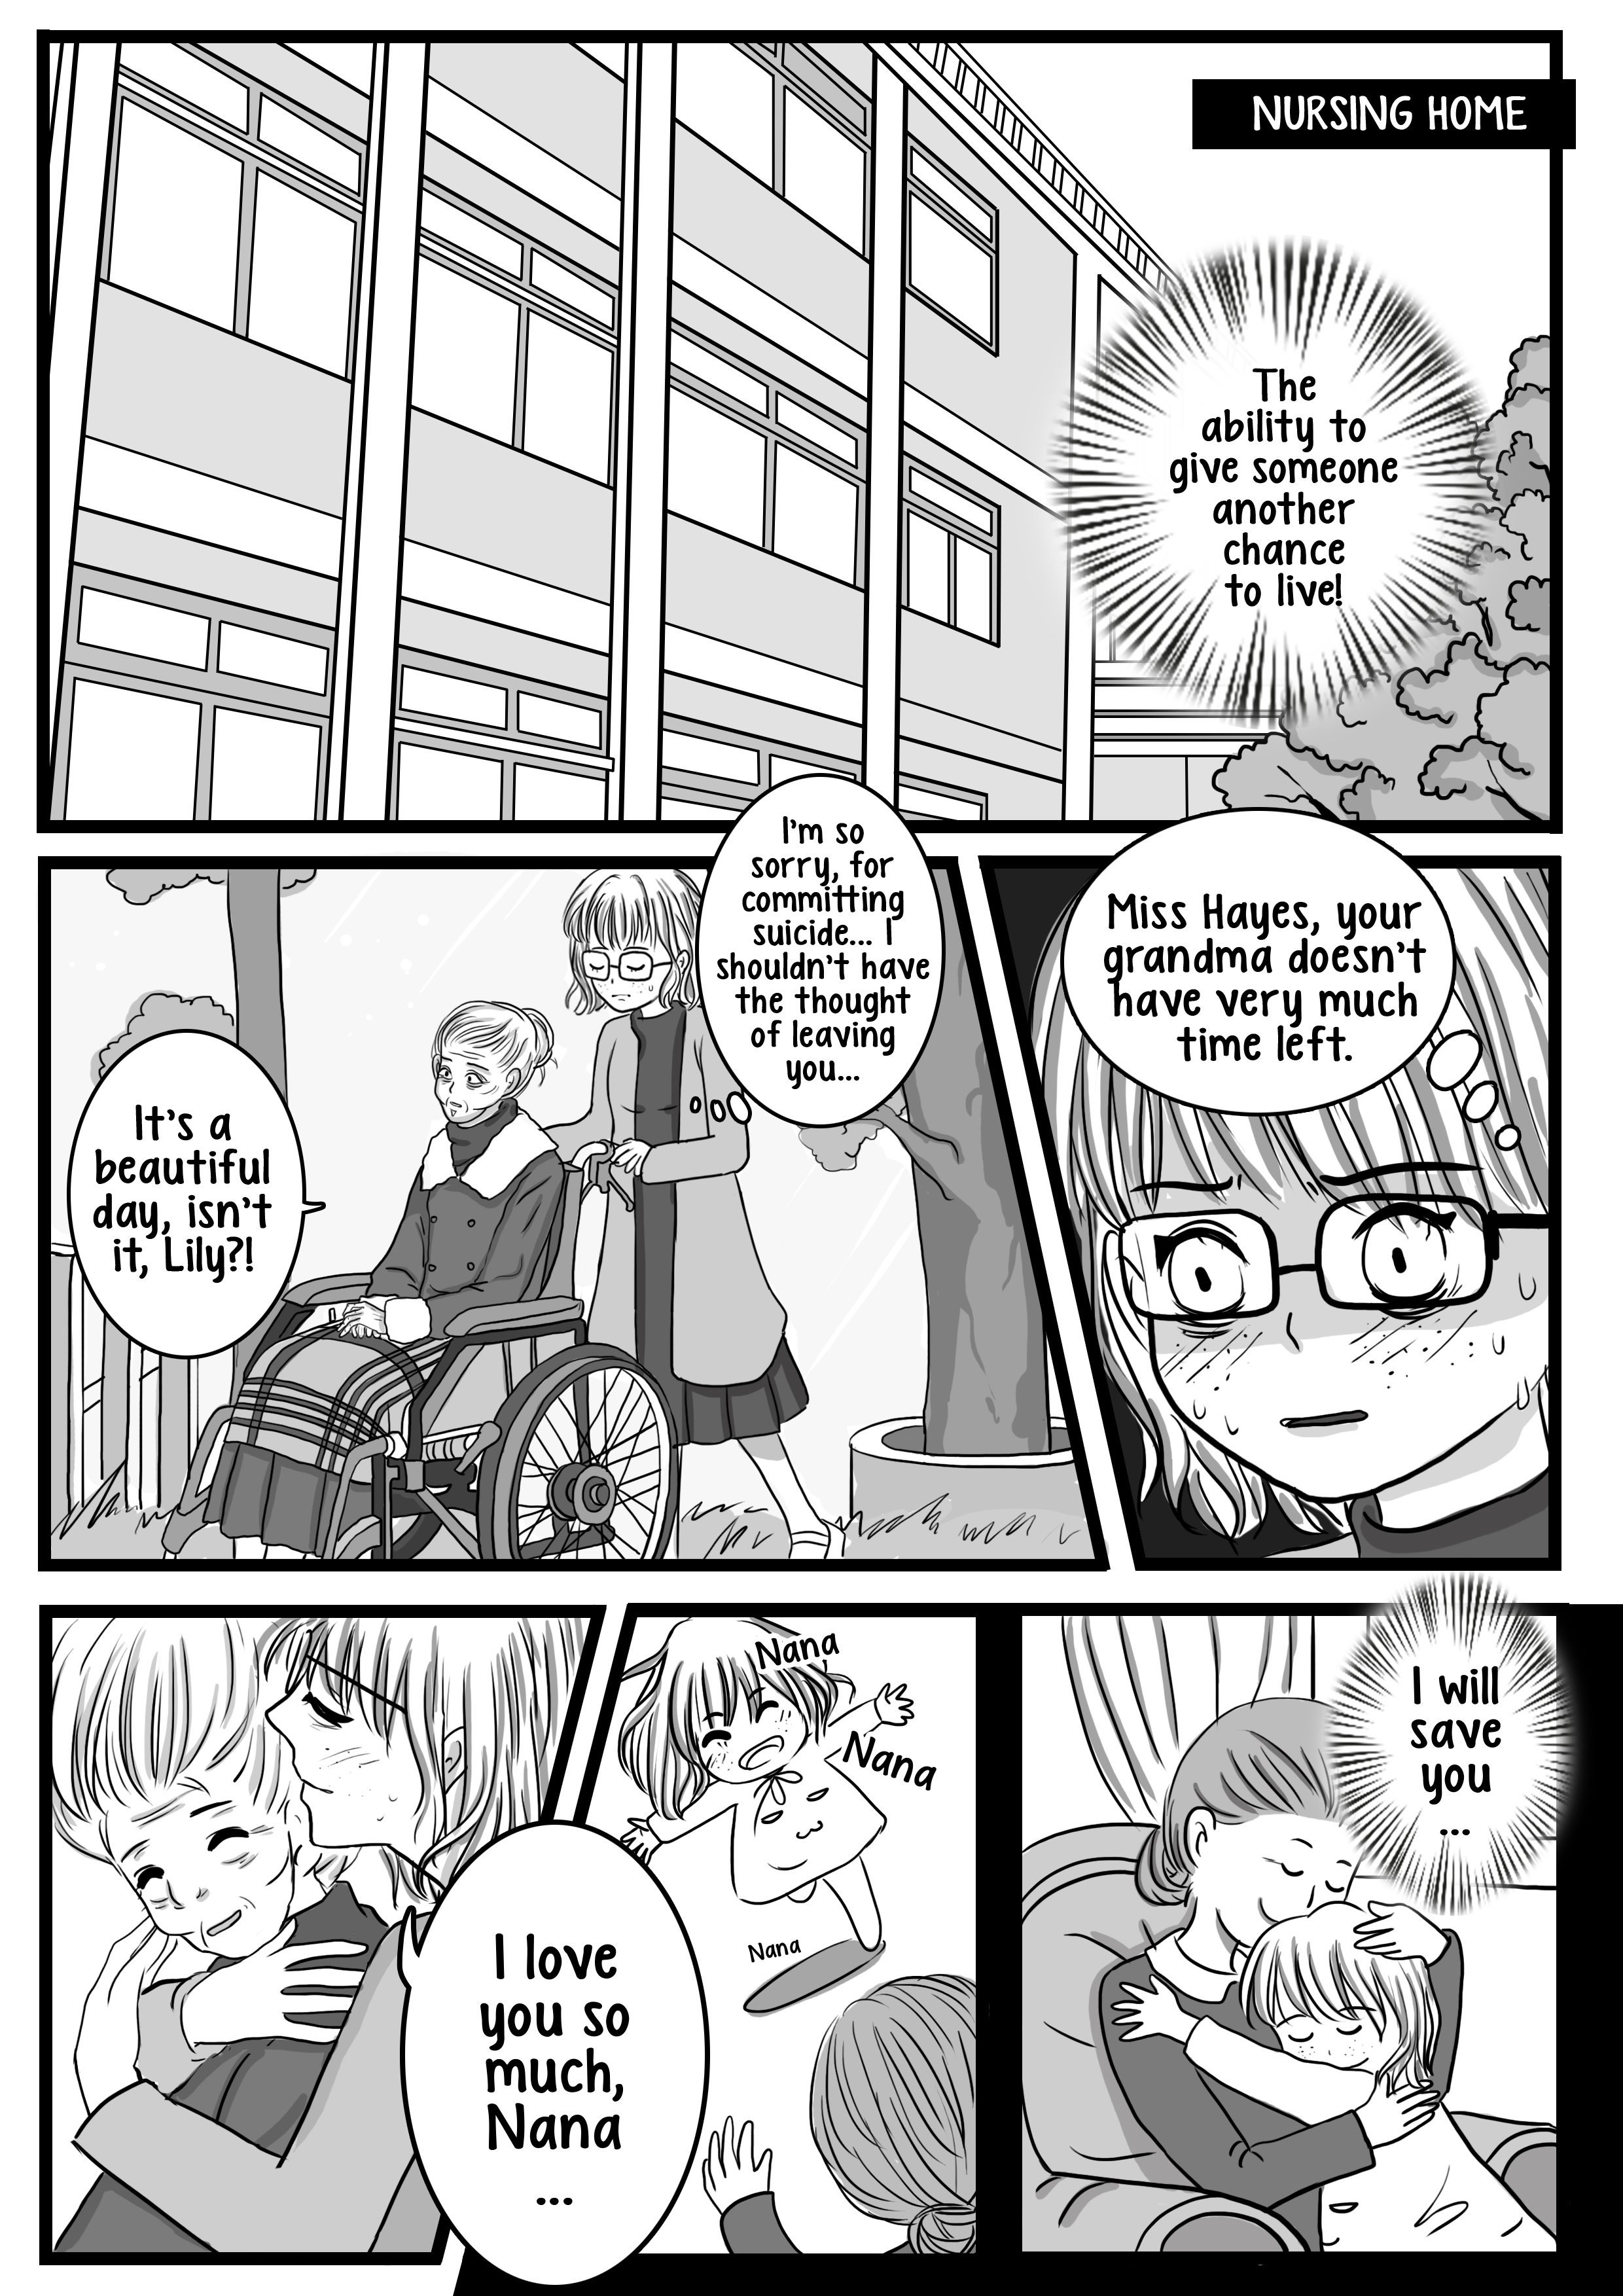 NURSING HOME
The
ability to
give someone
another
chance
to live!
It's a
beautiful
day, isn't
it, Lily?!
I'm so
sorry, for
committing
suicide... I
shouldn't have
the thought
of leaving
you...
Miss Hayes, your
grandma doesn't
have very much
time left.
I love
you so
much,
Nana
...
Nana
Nana
Nana
I will
save
you
...